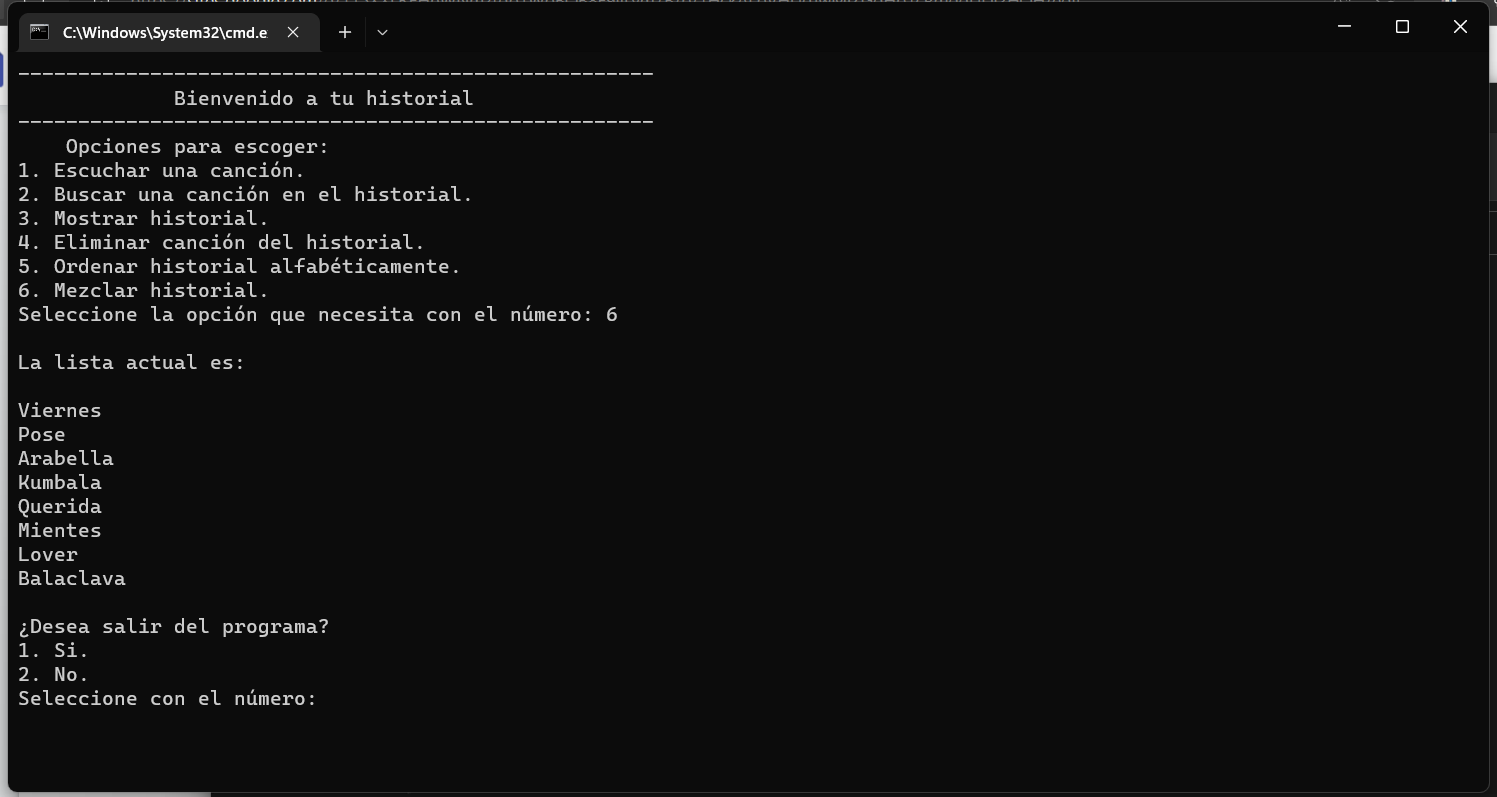 C:\Windows\System32\cmd.e
-----------------------------------------------------
Bienvenido a tu historial
-----------------------------------------------------
Opciones para escoger:
1. Escuchar una canción.
2. Buscar una canción en el historial.
3. Mostrar historial.
4. Eliminar canción del historial.
5. Ordenar historial alfabéticamente.
6. Mezclar historial.
Seleccione la opción que necesita con el número: 6
La lista actual es:
Viernes
Pose
Arabella
Kumbala
Querida
Mientes
Lover
Balaclava
¿Desea salir del programa?
1. Si.
2. No.
Seleccione con el número: